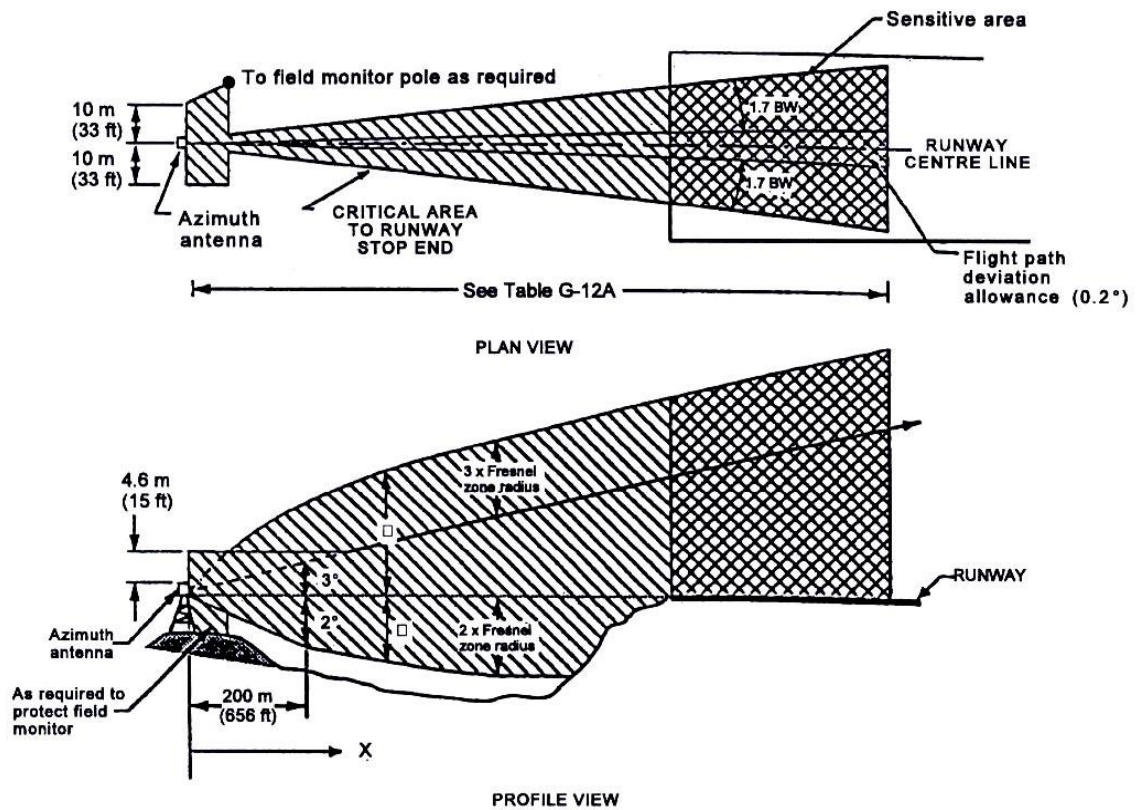 Sensitive area
To field monitor pole as required
10 m
(33 ft)
10 m
(33 ft)
1.7 BW
1.7 BW
RUNWAY
CENTRE LINE
Azimuth
antenna
CRITICAL AREA
TO RUNWAY
STOP END
Flight path
deviation
allowance (0.2°)
See Table G-12A
PLAN VIEW
4.6 m
(15 ft)
3 x Fresnel
zone radius
3°
2°
2 x Fresnel
zone radius
RUNWAY
Azimuth
antenna
As required to
protect field
monitor
200 m
(656 ft)
X
PROFILE VIEW